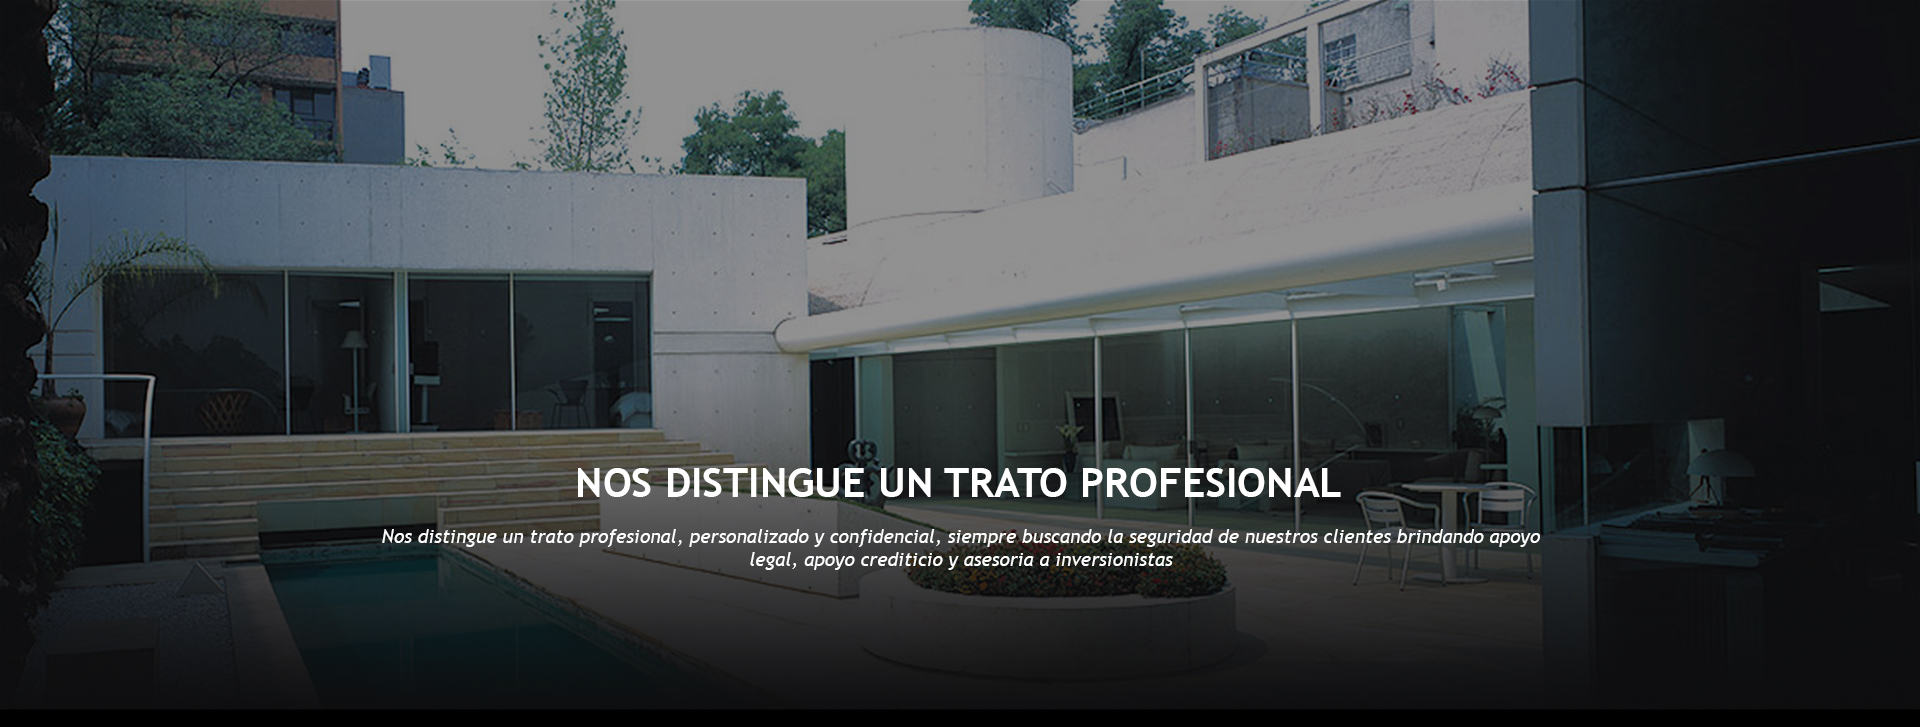 NOS DISTINGUE UN TRATO PROFESIONAL
Nos distingue un trato profesional, personalizado y confidencial, siempre buscando la seguridad de nuestros clientes brindando apoyo
legal, apoyo crediticio y asesoria a inversionistas